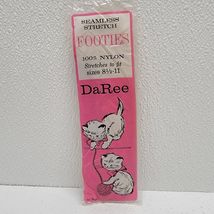 SEAMLESS
STRETCH
FOOTIES
100% NYLON
Stretches to fit
sizes 8½-11
DaRee